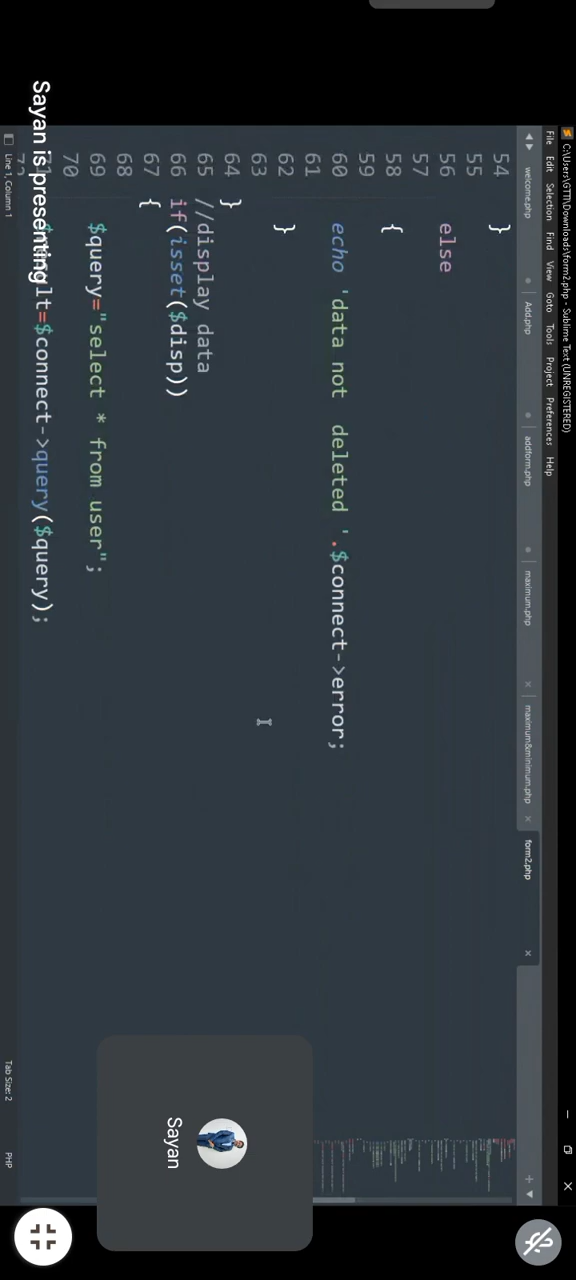 C:\Users\GTTI\Downloads\form2.php - Sublime Text (UNREGISTERED)
File Edit Selection Find View Goto Tools Project Preferences Help
welcome.php Add.php addform.php maximum.php maximum&minimum.php form2.php
54 }
55
56 else
57
58 {
59
60 echo 'data not deleted '.$connect->error;
61
62 }
63
64 }
65 //display data
66 if(isset($disp))
67 {
68
69 $query="select * from user";
70
lt=$connect->query($query);
Line 1, Column 1 Tab Size: 2 PHP
Sayan is presenting
Sayan